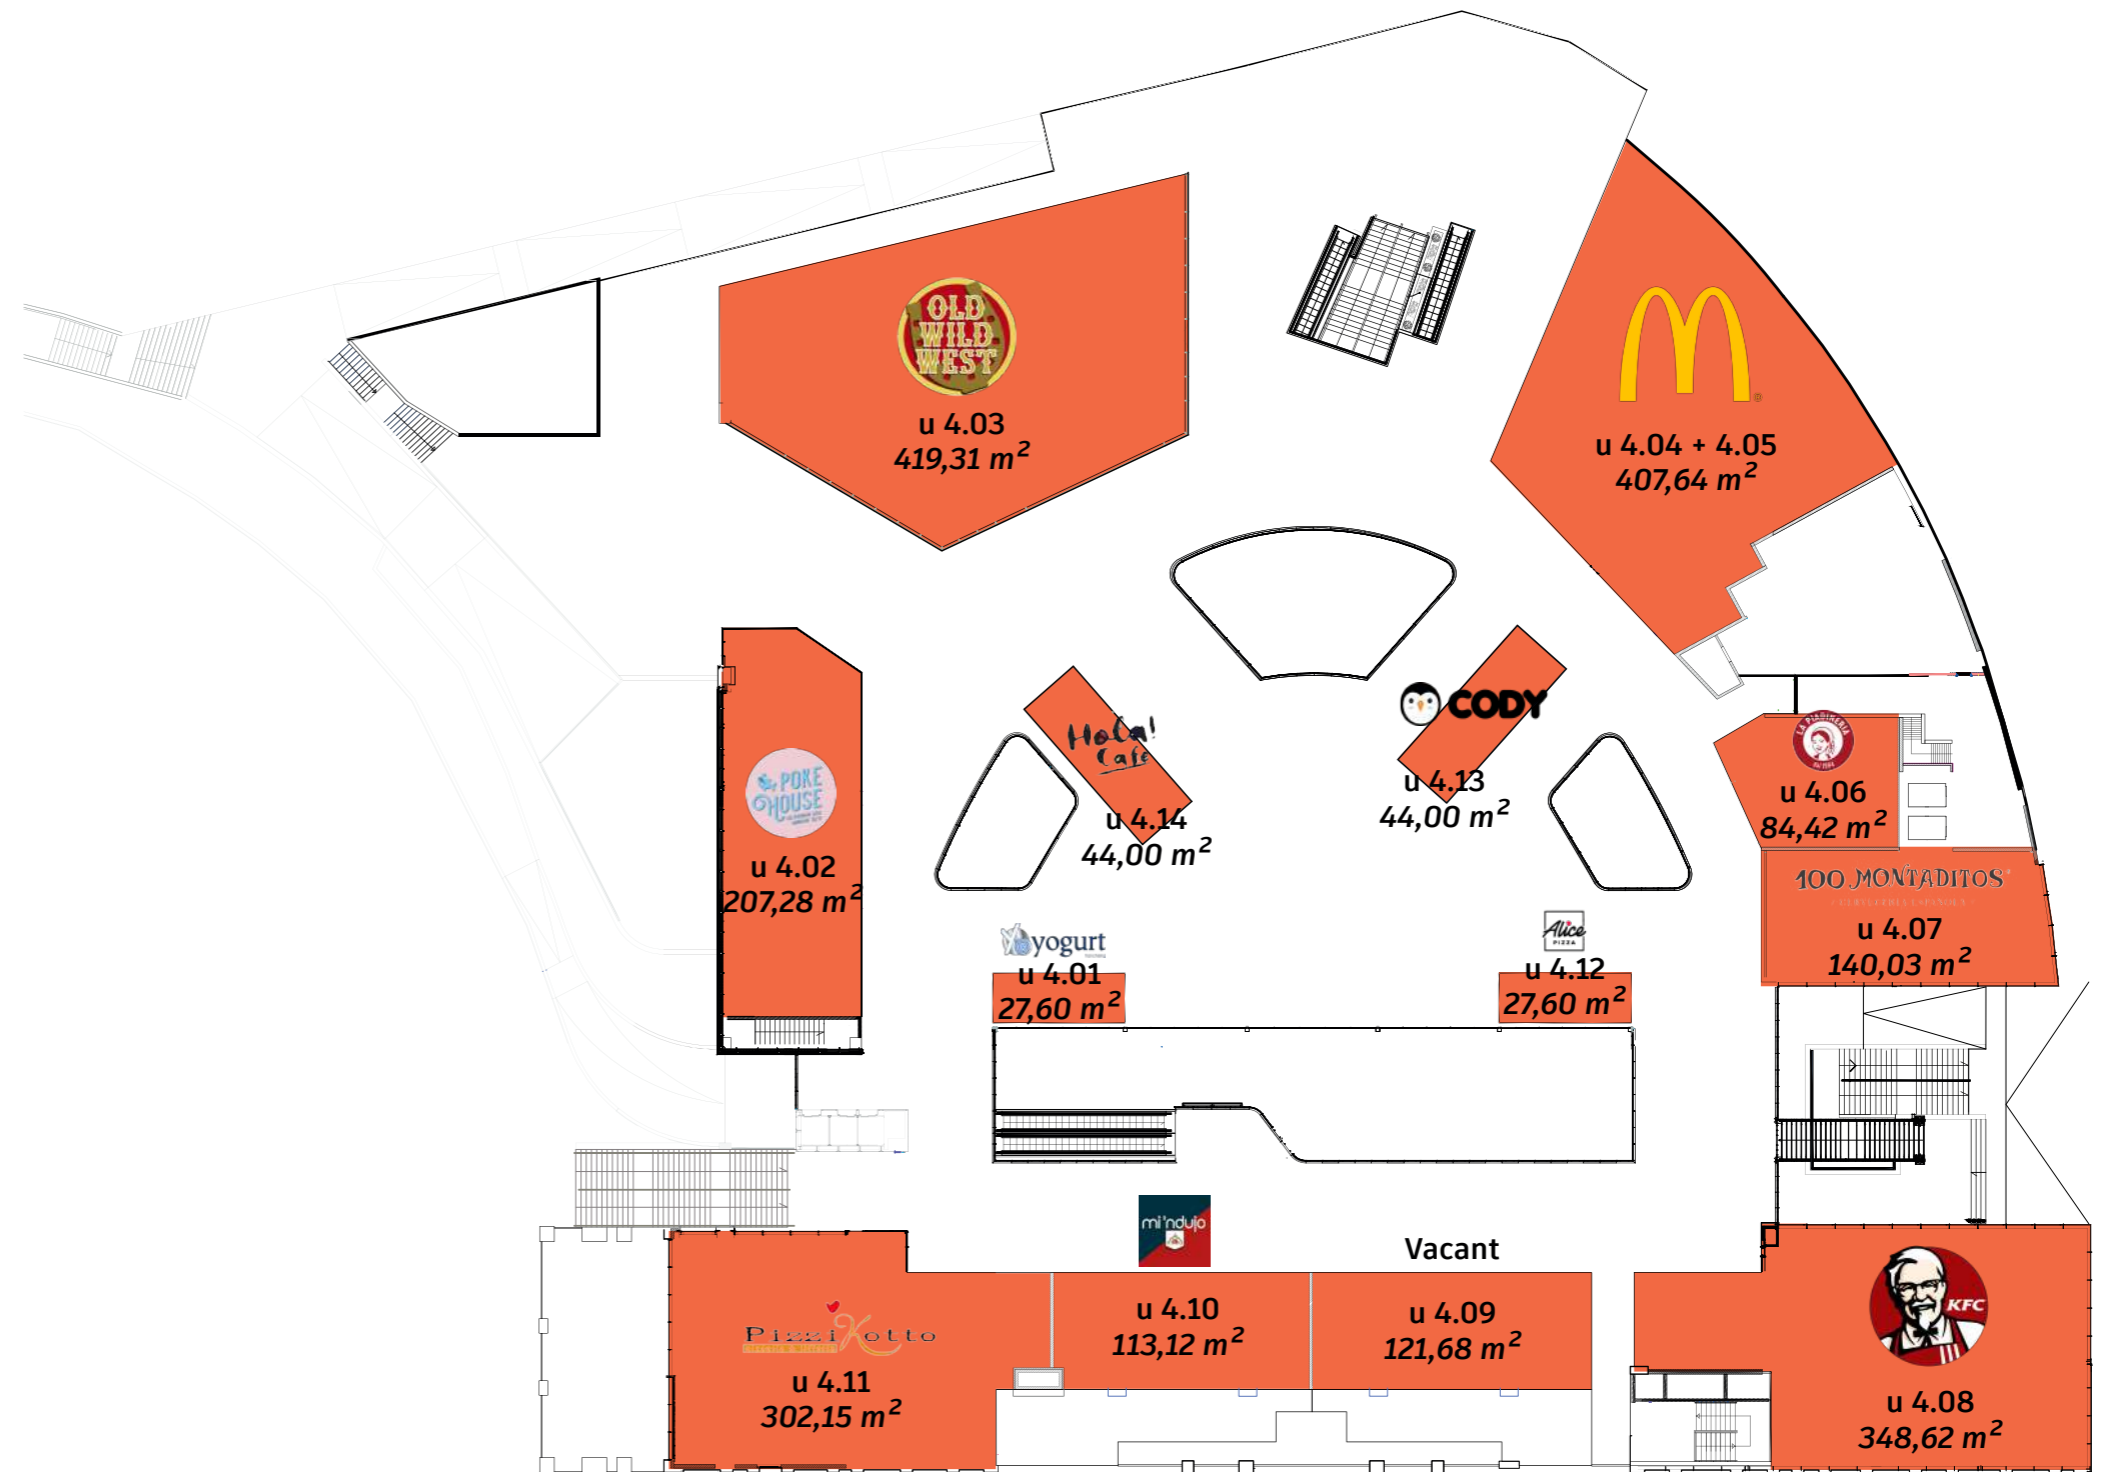 OLD
WILD
WEST
u 4.03
419,31 m²
u 4.04 + 4.05
407,64 m²
®
POKE
HOUSE
u 4.02
207,28 m²
Hola!
Café
u 4.14
44,00 m²
CODY
u 4.13
44,00 m²
LA PIADINERIA
u 4.06
84,42 m²
100 MONTADITOS
u 4.07
140,03 m²
yogurt
u 4.01
27,60 m²
Alice
PIZZA
u 4.12
27,60 m²
mi'ndujo
Vacant
PizziKotto
u 4.11
302,15 m²
u 4.10
113,12 m²
u 4.09
121,68 m²
KFC
u 4.08
348,62 m²